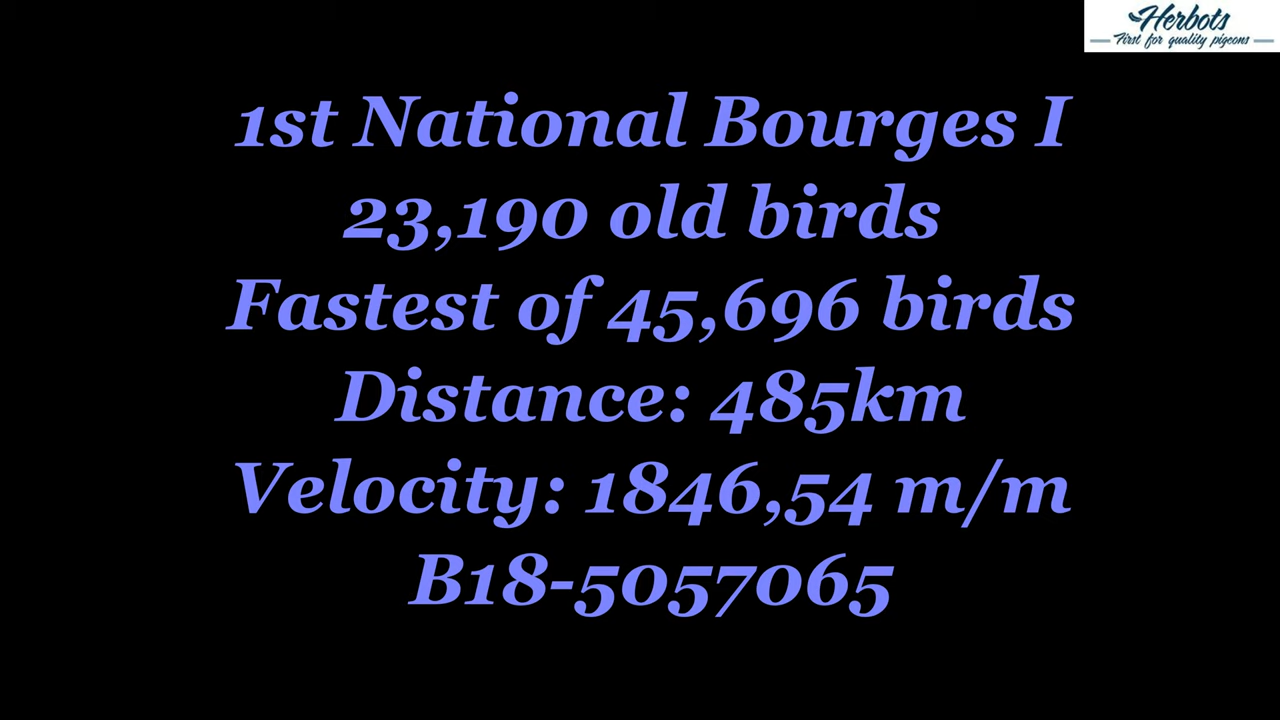 Herbots
First for quality pigeons
1st National Bourges I
23,190 old birds
Fastest of 45,696 birds
Distance: 485km
Velocity: 1846,54 m/m
B18-5057065